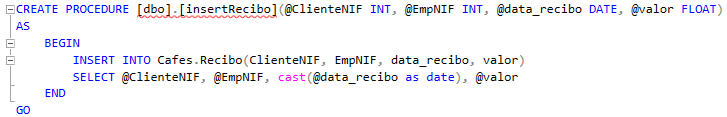 CREATE PROCEDURE [dbo].[insertRecibo](@ClienteNIF INT, @EmpNIF INT, @data_recibo DATE, @valor FLOAT)
AS
BEGIN
INSERT INTO Cafes.Recibo(ClienteNIF, EmpNIF, data_recibo, valor)
SELECT @ClienteNIF, @EmpNIF, cast(@data_recibo as date), @valor
END
GO